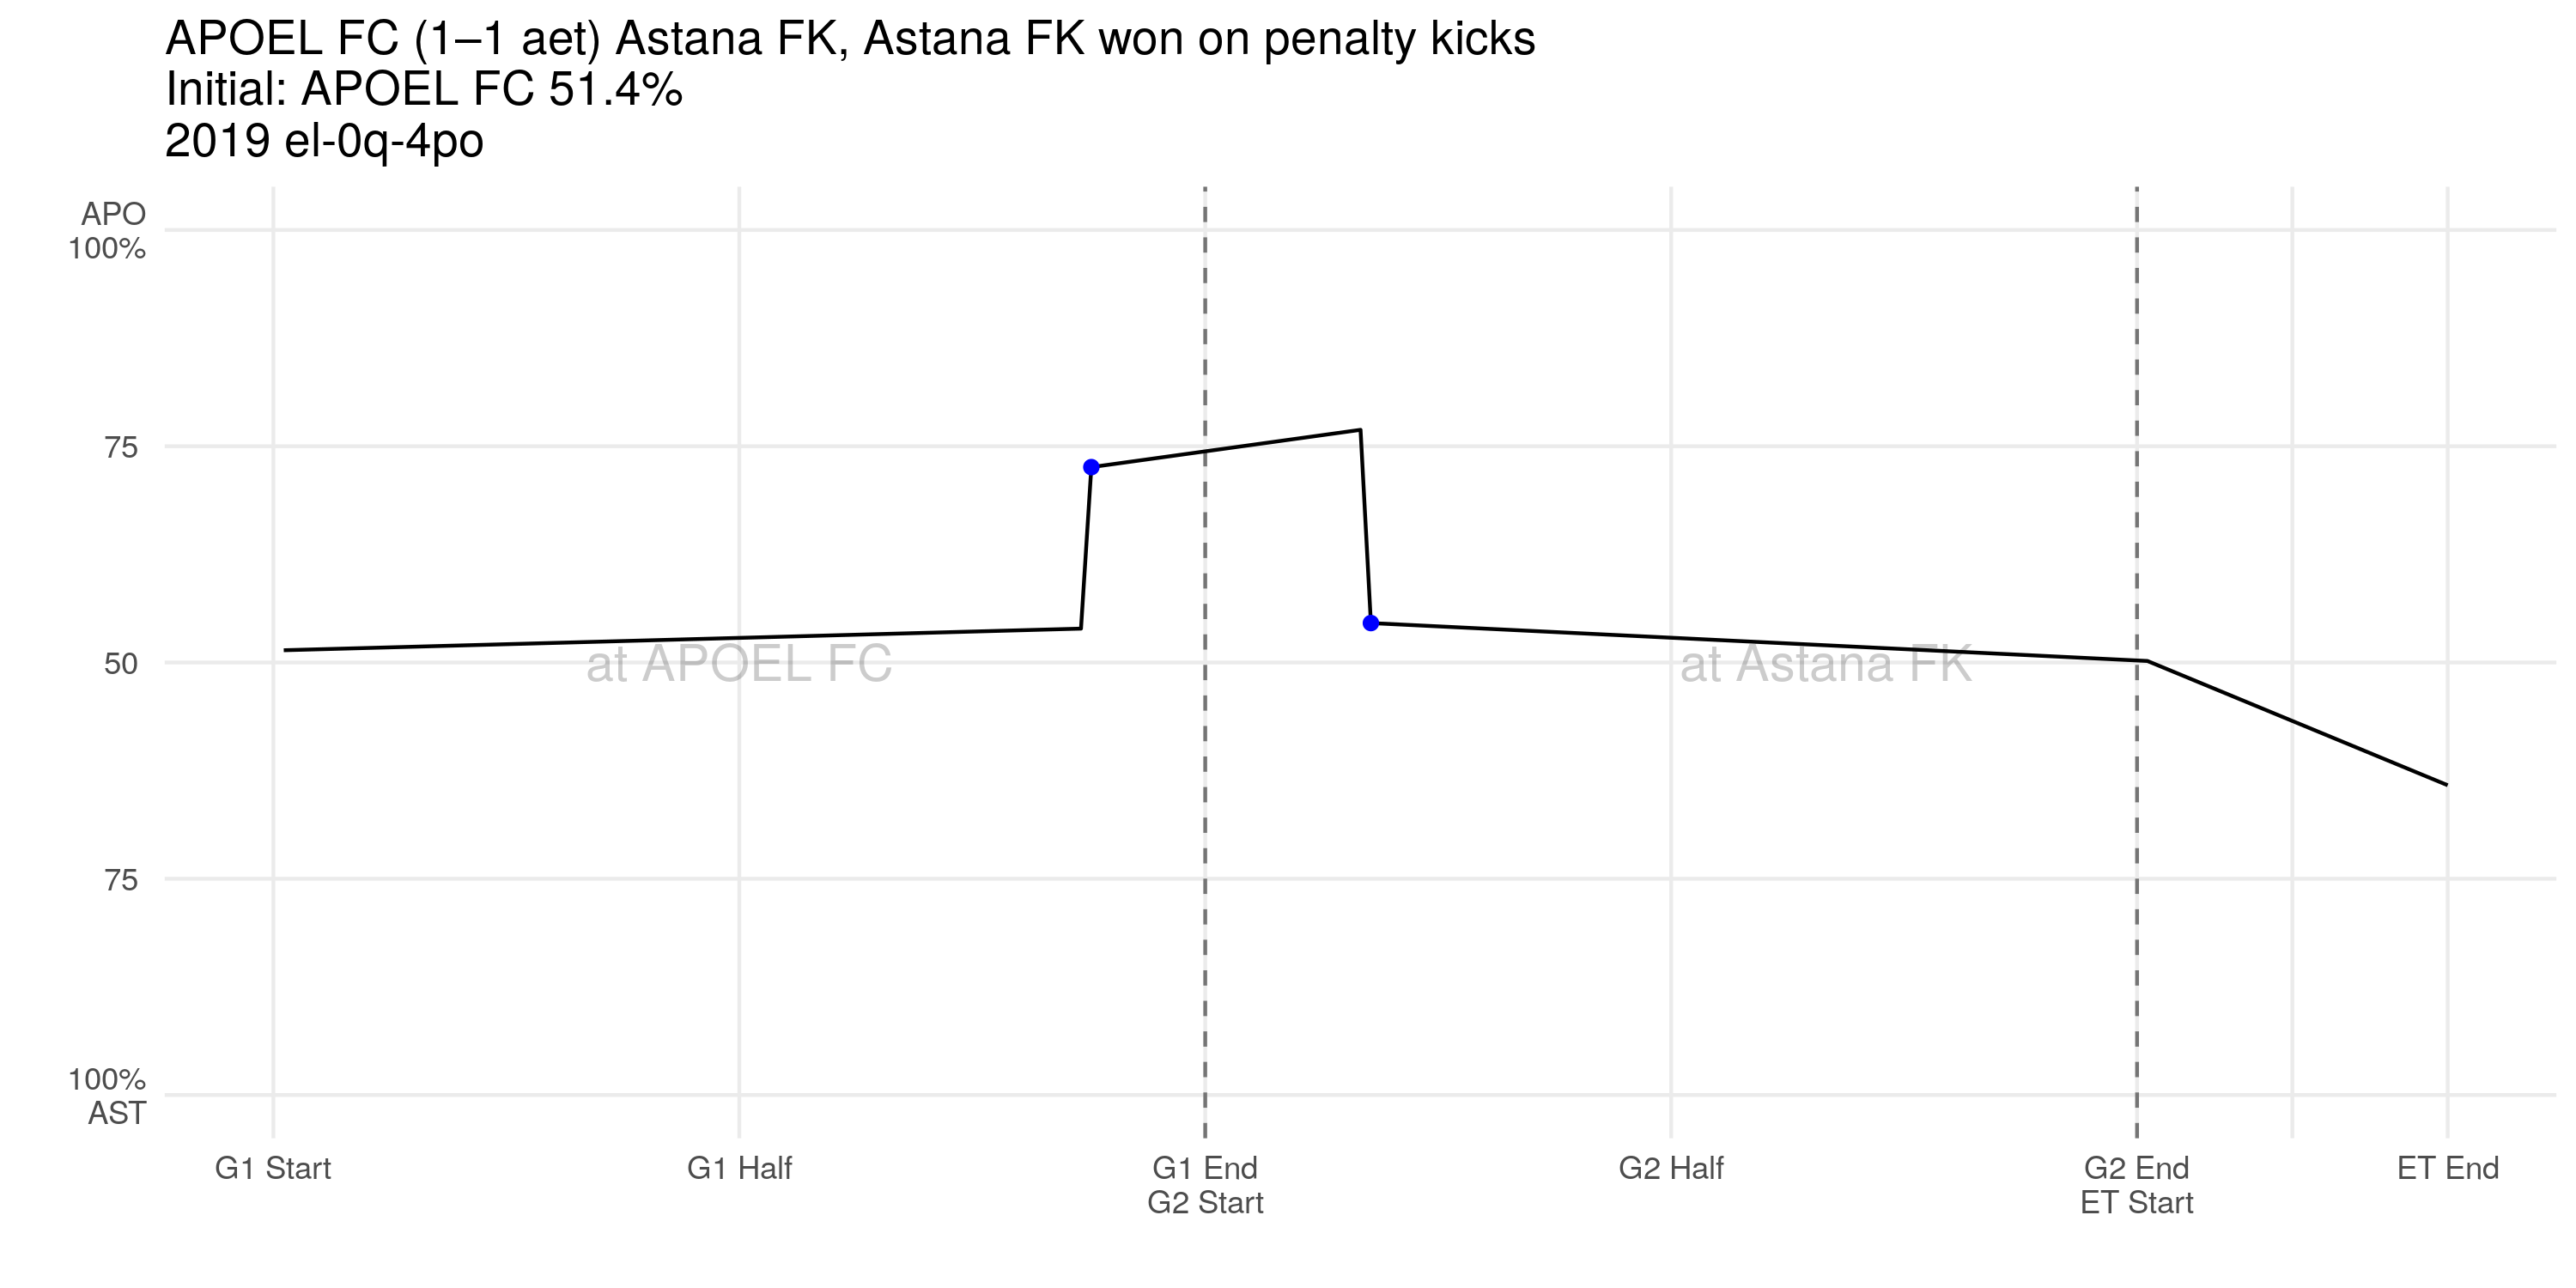 APOEL FC (1–1 aet) Astana FK, Astana FK won on penalty kicks
Initial: APOEL FC 51.4%
2019 el-0q-4po
APO
100%
75
50
75
100%
AST
at APOEL FC
at Astana FK
G1 Start
G1 Half
G1 End
G2 Start
G2 Half
G2 End
ET Start
ET End